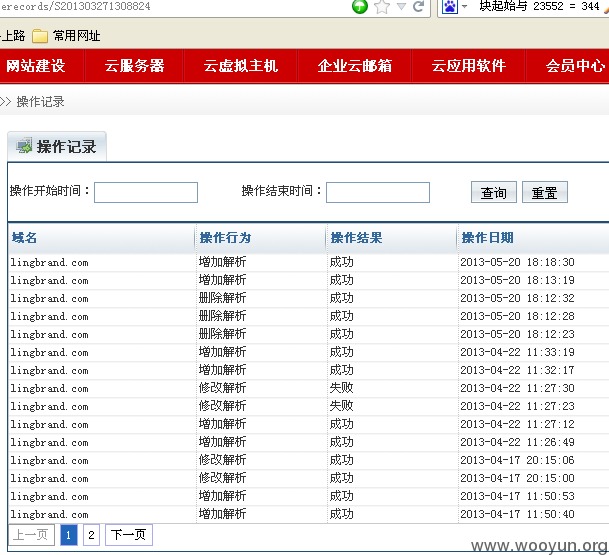 erecords/S201303271308824
块起始与 23552 = 344
上路 常用网址
网站建设 云服务器 云虚拟主机 企业云邮箱 云应用软件 会员中心
>> 操作记录
操作记录
操作开始时间： 操作结束时间： 查询 重置
域名 操作行为 操作结果 操作日期
lingbrand.com 增加解析 成功 2013-05-20 18:18:30
lingbrand.com 增加解析 成功 2013-05-20 18:13:19
lingbrand.com 删除解析 成功 2013-05-20 18:12:32
lingbrand.com 删除解析 成功 2013-05-20 18:12:28
lingbrand.com 删除解析 成功 2013-05-20 18:12:23
lingbrand.com 增加解析 成功 2013-04-22 11:33:19
lingbrand.com 增加解析 成功 2013-04-22 11:32:17
lingbrand.com 修改解析 失败 2013-04-22 11:27:30
lingbrand.com 修改解析 失败 2013-04-22 11:27:23
lingbrand.com 增加解析 成功 2013-04-22 11:27:12
lingbrand.com 增加解析 成功 2013-04-22 11:26:49
lingbrand.com 修改解析 成功 2013-04-17 20:15:06
lingbrand.com 修改解析 成功 2013-04-17 20:15:00
lingbrand.com 增加解析 成功 2013-04-17 11:50:53
lingbrand.com 增加解析 成功 2013-04-17 11:50:40
上一页 1 2 下一页
www.wooyun.org